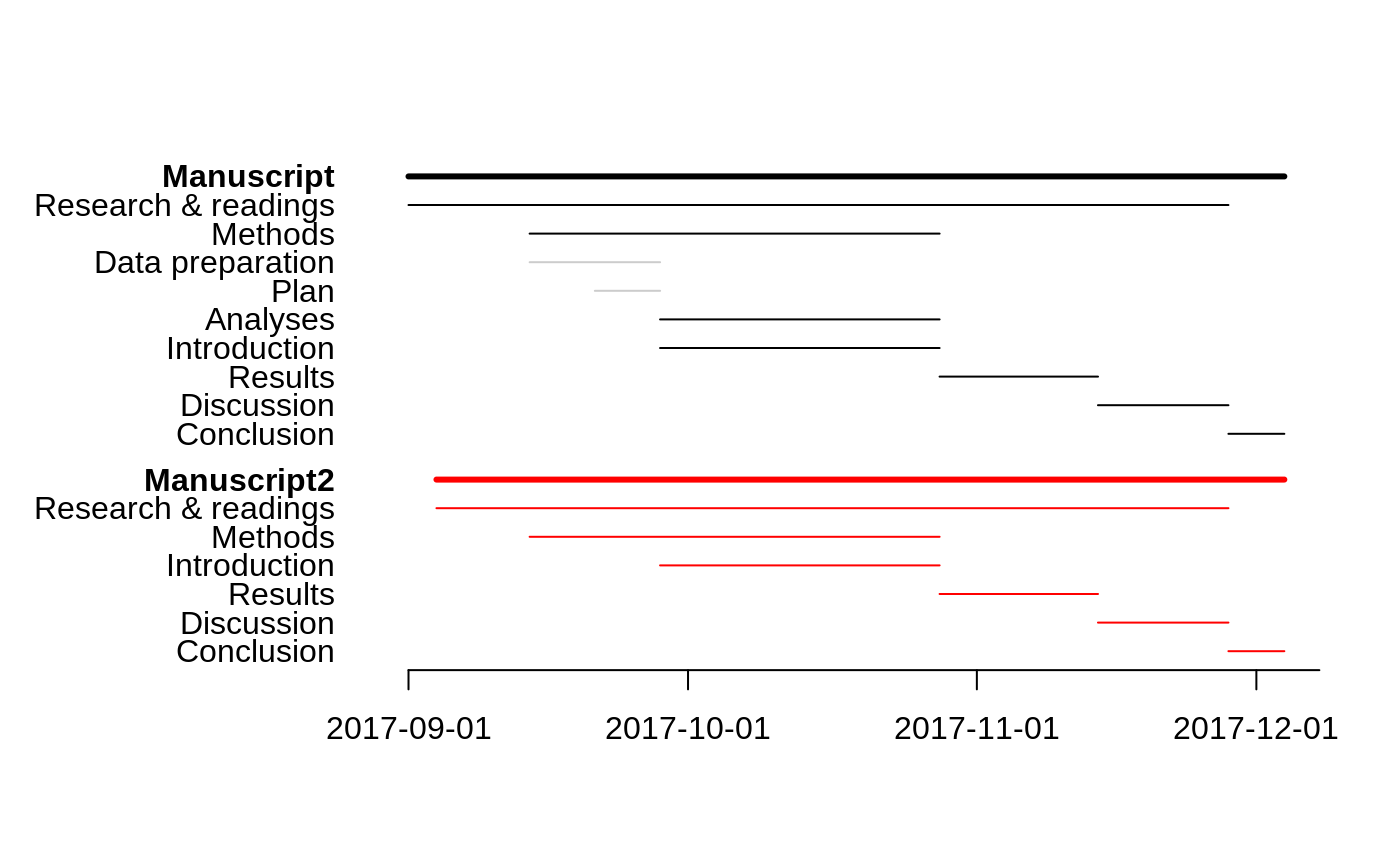 Manuscript
Research & readings
Methods
Data preparation
Plan
Analyses
Introduction
Results
Discussion
Conclusion
Manuscript2
Research & readings
Methods
Introduction
Results
Discussion
Conclusion
2017-09-01 2017-10-01 2017-11-01 2017-12-01